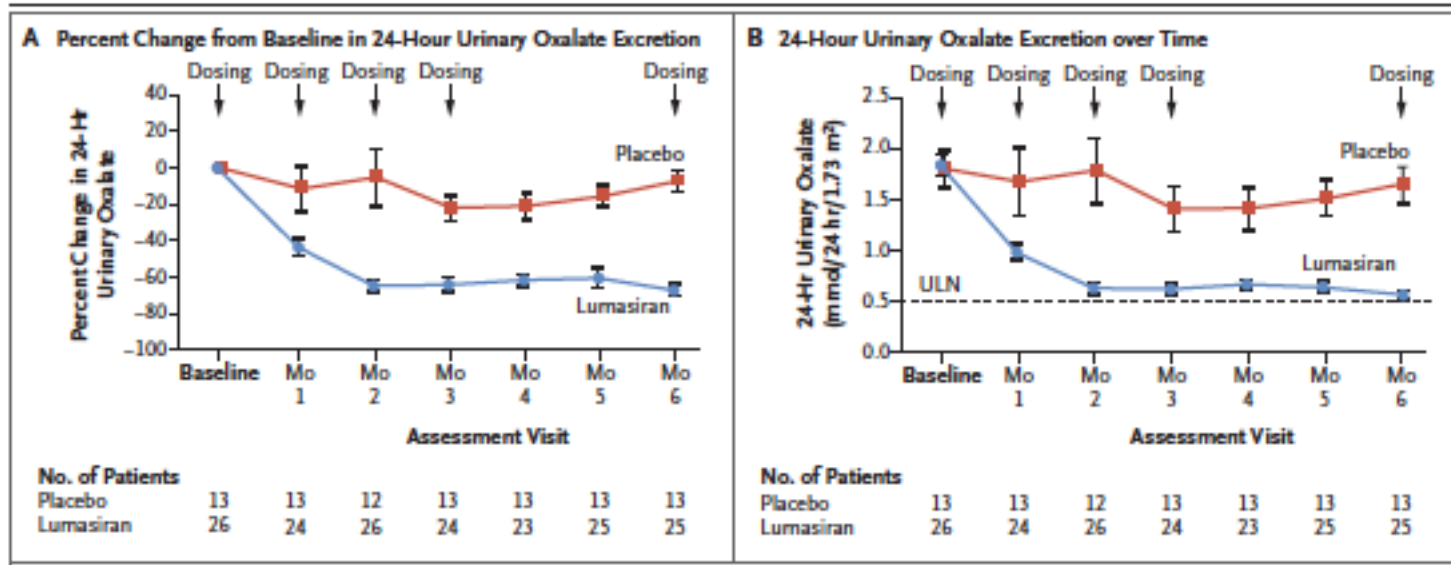 A Percent Change from Baseline in 24-Hour Urinary Oxalate Excretion
Dosing Dosing Dosing Dosing Dosing
Percent Change in 24-Hr
Urinary Oxalate
40
20
0
−20
−40
−60
−80
−100
Placebo
Lumasiran
Baseline Mo 1 Mo 2 Mo 3 Mo 4 Mo 5 Mo 6
Assessment Visit
No. of Patients
Placebo 13 13 12 13 13 13 13
Lumasiran 26 24 26 24 23 25 25
B 24-Hour Urinary Oxalate Excretion over Time
Dosing Dosing Dosing Dosing Dosing
24-Hr Urinary Oxalate
(mmol/24 hr/1.73 m²)
2.5
2.0
1.5
1.0
0.5
0.0
Placebo
Lumasiran
ULN
Baseline Mo 1 Mo 2 Mo 3 Mo 4 Mo 5 Mo 6
Assessment Visit
No. of Patients
Placebo 13 13 12 13 13 13 13
Lumasiran 26 24 26 24 23 25 25